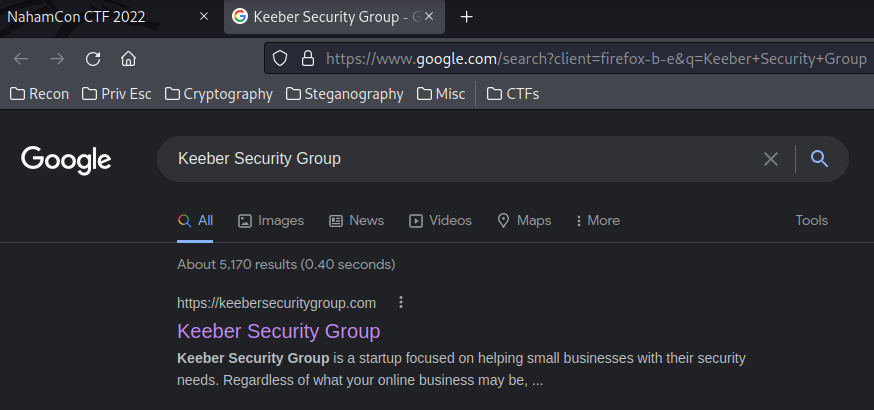 NahamCon CTF 2022
Keeber Security Group - G
https://www.google.com/search?client=firefox-b-e&q=Keeber+Security+Group
Recon Priv Esc Cryptography Steganography Misc CTFs
Google
Keeber Security Group
All Images News Videos Maps More Tools
About 5,170 results (0.40 seconds)
https://keebersecuritygroup.com
Keeber Security Group
Keeber Security Group is a startup focused on helping small businesses with their security
needs. Regardless of what your online business may be, ...